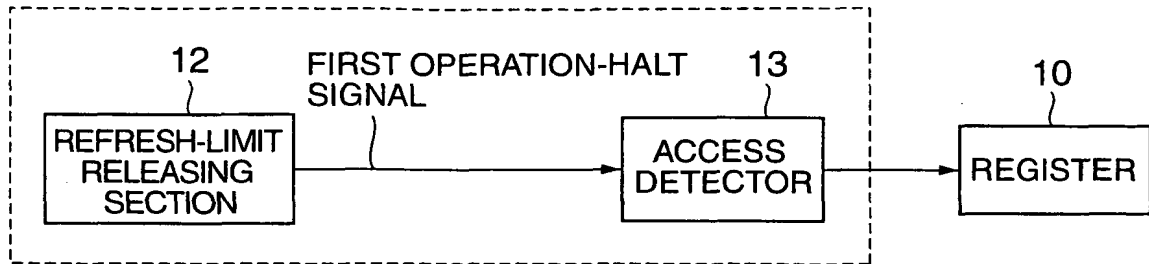 12
FIRST OPERATION-HALT
SIGNAL
13
10
REFRESH-LIMIT
RELEASING
SECTION
ACCESS
DETECTOR
REGISTER